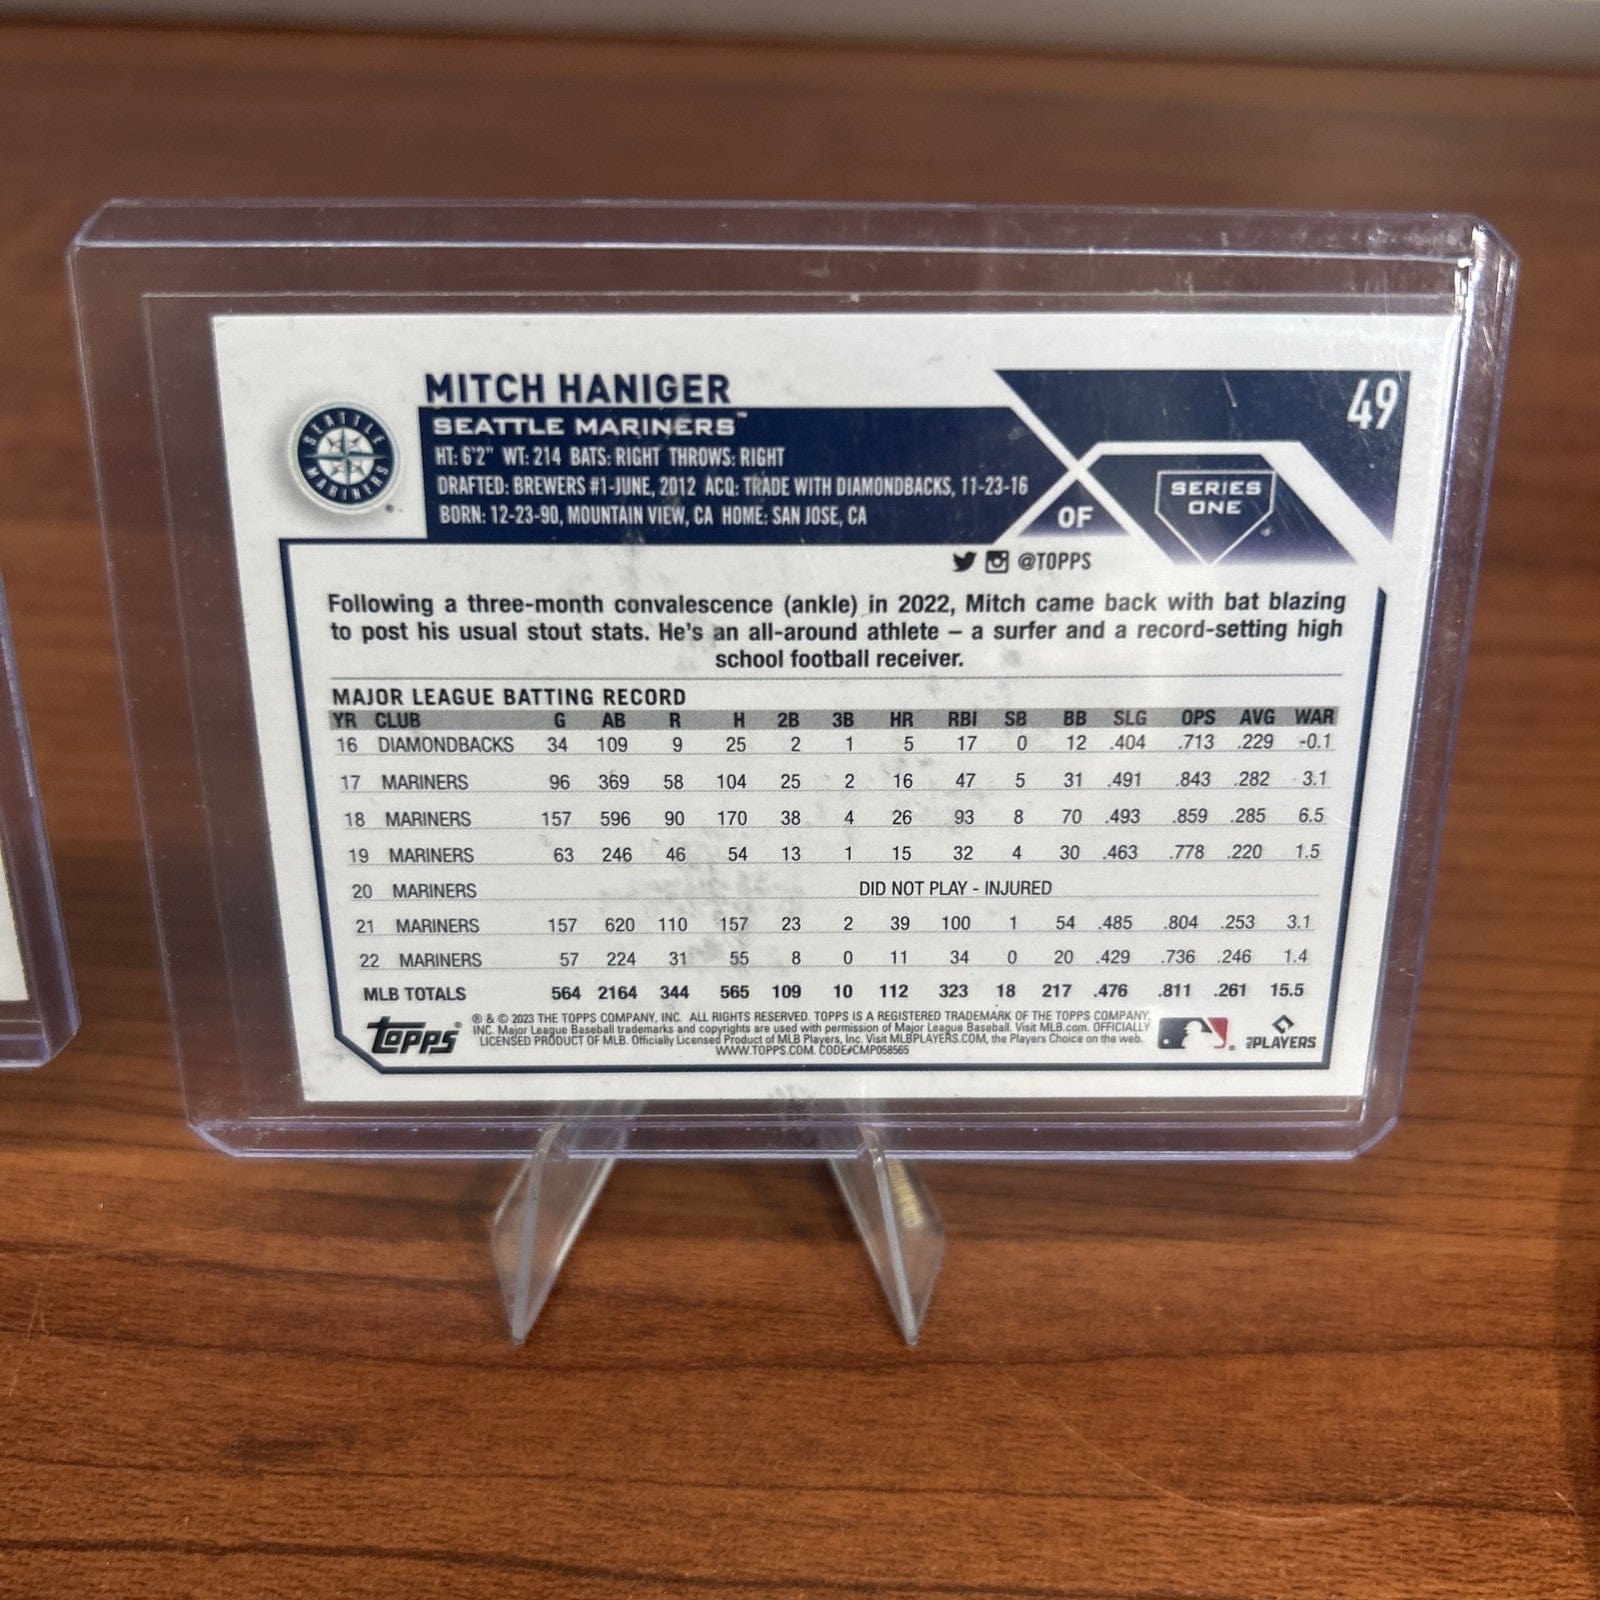 MITCH HANIGER
49
SEATTLE MARINERS™
SEATTLE MARINERS ®
HT: 6'2" WT: 214 BATS: RIGHT THROWS: RIGHT
DRAFTED: BREWERS #1-JUNE, 2012 ACQ: TRADE WITH DIAMONDBACKS, 11-23-16
BORN: 12-23-90, MOUNTAIN VIEW, CA HOME: SAN JOSE, CA
OF
SERIES
ONE
@TOPPS
Following a three-month convalescence (ankle) in 2022, Mitch came back with bat blazing
to post his usual stout stats. He's an all-around athlete – a surfer and a record-setting high
school football receiver.
MAJOR LEAGUE BATTING RECORD
YR CLUB G AB R H 2B 3B HR RBI SB BB SLG OPS AVG WAR
16 DIAMONDBACKS 34 109 9 25 2 1 5 17 0 12 .404 .713 .229 -0.1
17 MARINERS 96 369 58 104 25 2 16 47 5 31 .491 .843 .282 3.1
18 MARINERS 157 596 90 170 38 4 26 93 8 70 .493 .859 .285 6.5
19 MARINERS 63 246 46 54 13 1 15 32 4 30 .463 .778 .220 1.5
20 MARINERS DID NOT PLAY - INJURED
21 MARINERS 157 620 110 157 23 2 39 100 1 54 .485 .804 .253 3.1
22 MARINERS 57 224 31 55 8 0 11 34 0 20 .429 .736 .246 1.4
MLB TOTALS 564 2164 344 565 109 10 112 323 18 217 .476 .811 .261 15.5
topps®
® & © 2023 THE TOPPS COMPANY, INC. ALL RIGHTS RESERVED. TOPPS IS A REGISTERED TRADEMARK OF THE TOPPS COMPANY,
INC. Major League Baseball trademarks and copyrights are used with permission of Major League Baseball. Visit MLB.com. OFFICIALLY
LICENSED PRODUCT OF MLB. Officially Licensed Product of MLB Players, Inc. Visit MLBPLAYERS.COM, the Players Choice on the web.
WWW.TOPPS.COM. CODE#CMP058565
PLAYERS